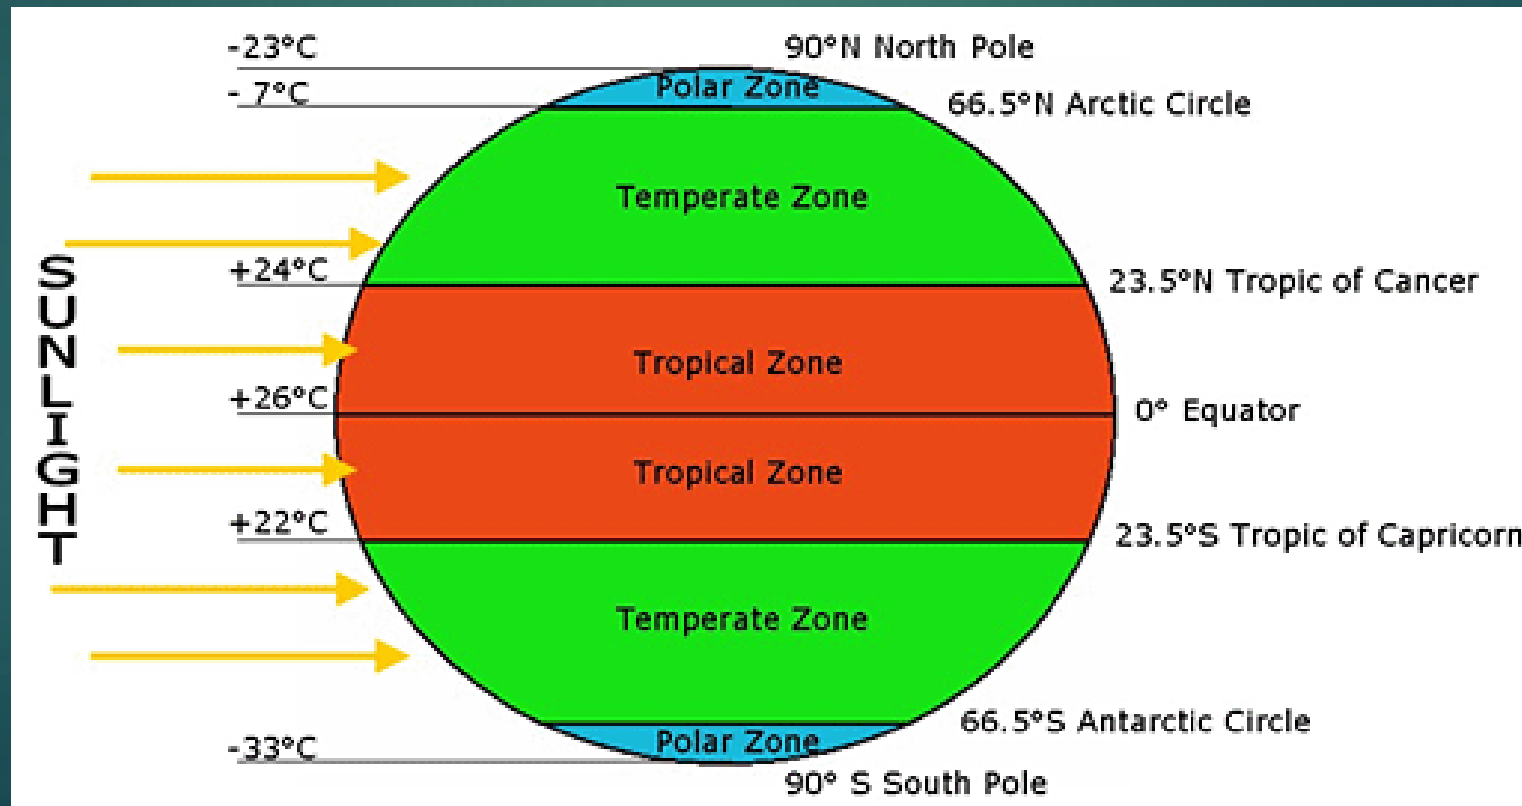 -23°C
90°N North Pole
Polar Zone
- 7°C
66.5°N Arctic Circle
Temperate Zone
+24°C
23.5°N Tropic of Cancer
SUNLIGHT
Tropical Zone
+26°C
0° Equator
Tropical Zone
+22°C
23.5°S Tropic of Capricorn
Temperate Zone
66.5°S Antarctic Circle
-33°C
Polar Zone
90° S South Pole